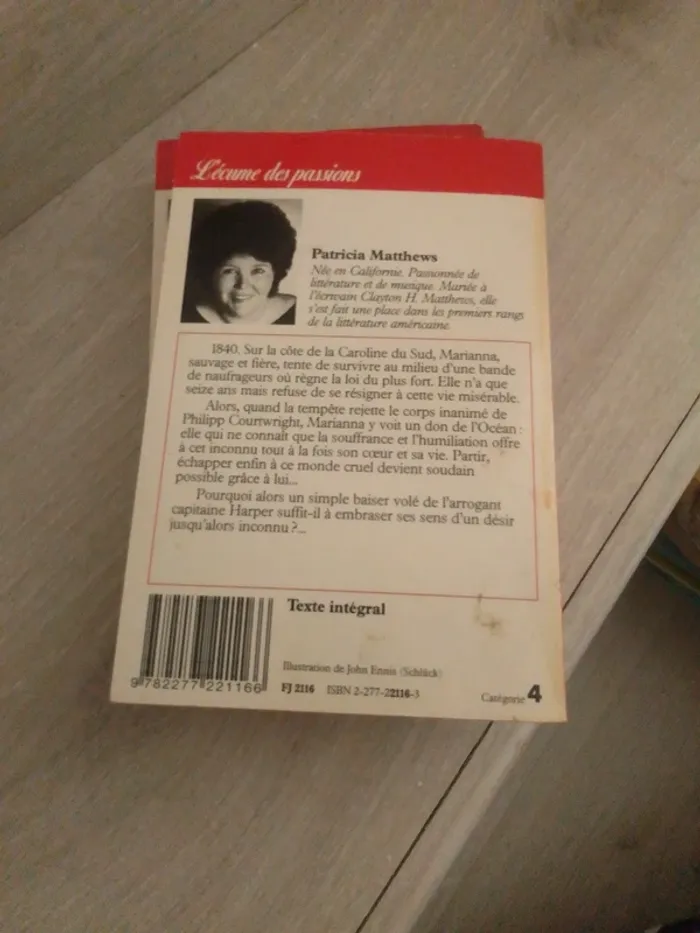 L'écume des passions
Patricia Matthews
Née en Californie. Passionnée de
littérature et de musique. Mariée à
l'écrivain Clayton H. Matthews, elle
s'est fait une place dans les premiers rangs
de la littérature américaine.
1840. Sur la côte de la Caroline du Sud, Marianna,
sauvage et fière, tente de survivre au milieu d'une bande
de naufrageurs où règne la loi du plus fort. Elle n'a que
seize ans mais refuse de se résigner à cette vie misérable.
Alors, quand la tempête rejette le corps inanimé de
Philipp Courtwright, Marianna y voit un don de l'Océan :
elle qui ne connaît que la souffrance et l'humiliation offre
à cet inconnu tout à la fois son cœur et sa vie. Partir,
échapper enfin à ce monde cruel devient soudain
possible grâce à lui...
Pourquoi alors un simple baiser volé de l'arrogant
capitaine Harper suffit-il à embraser ses sens d'un désir
jusqu'alors inconnu ?...
Texte intégral
Illustration de John Ennis (Schlück)
9 782277 221166
FJ 2116 ISBN 2-277-22116-3
Catégorie 4